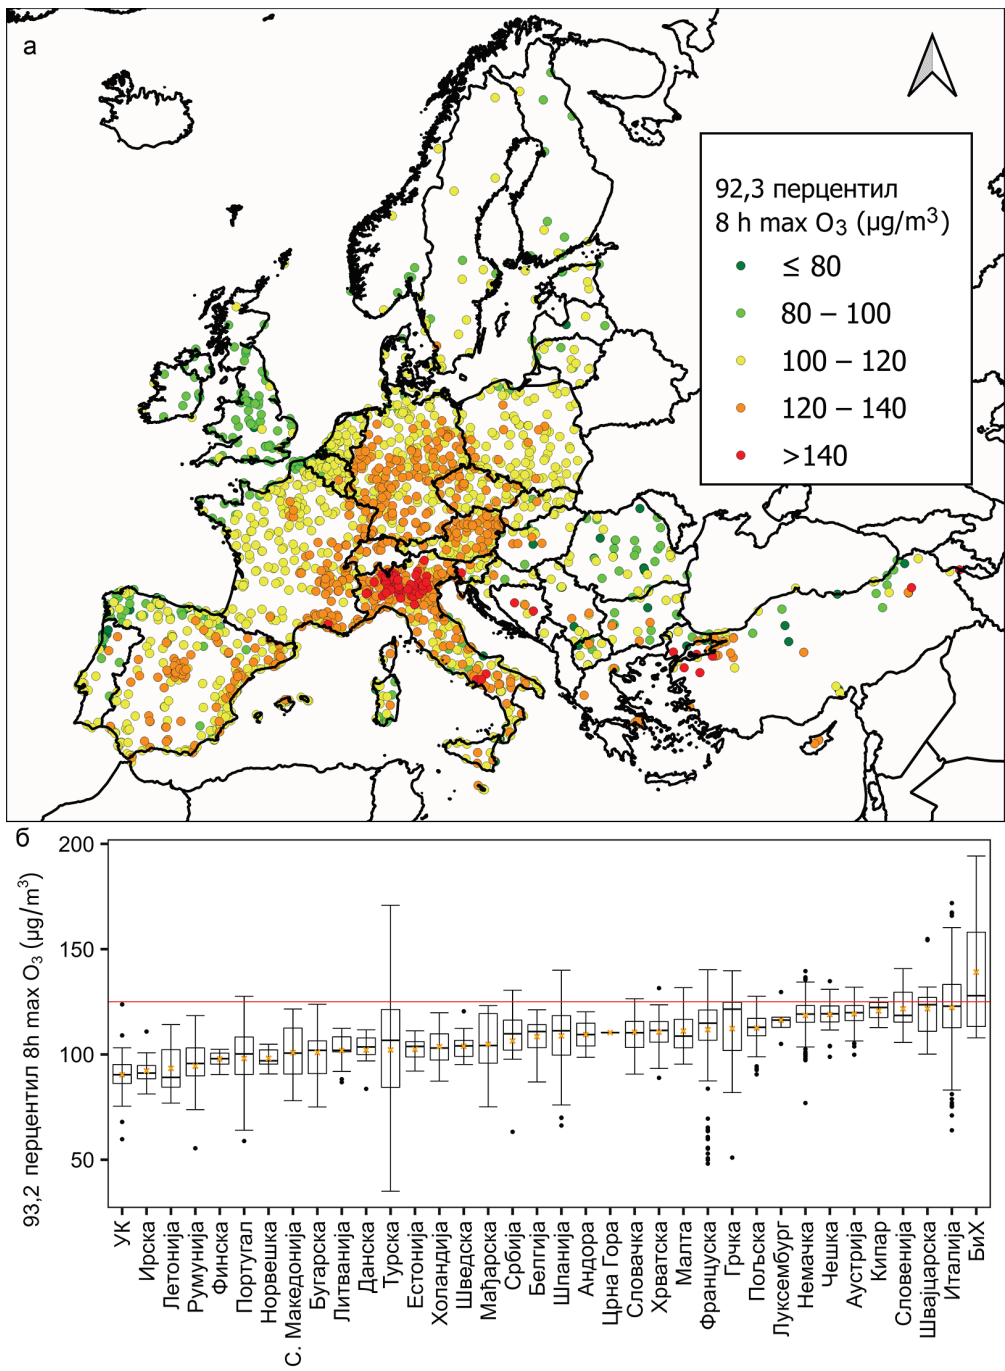 а
92,3 перцентил
8 h max O₃ (µg/m³)
≤ 80
80 – 100
100 – 120
120 – 140
>140
б
93,2 перцентил 8h max O₃ (µg/m³)
200
150
100
50
УК
Ирска
Летонија
Румунија
Финска
Португал
Норвешка
С. Македонија
Бугарска
Литванија
Данска
Турска
Естонија
Холандија
Шведска
Мађарска
Србија
Белгија
Шпанија
Андора
Црна Гора
Словачка
Хрватска
Малта
Француска
Грчка
Пољска
Луксембург
Немачка
Чешка
Аустрија
Кипар
Словенија
Швајцарска
Италија
БиХ